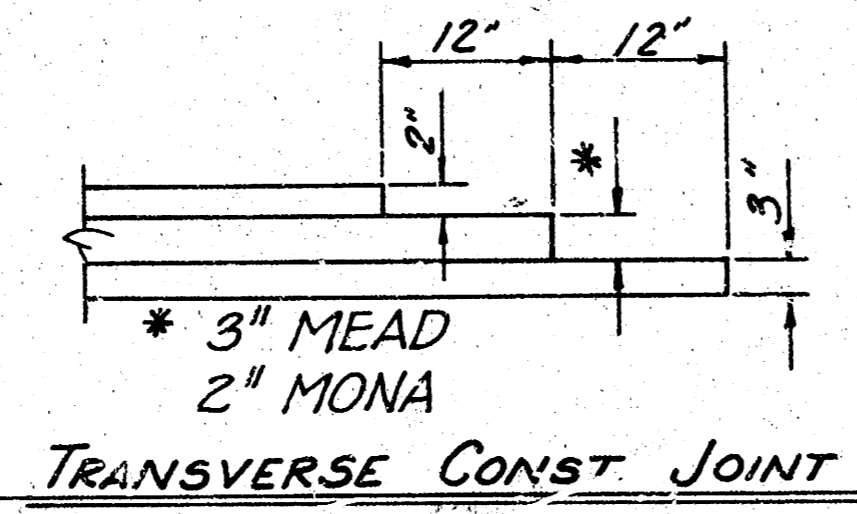 12" 12"
2" * 3"
* 3" MEAD
2" MONA
TRANSVERSE CONST. JOINT